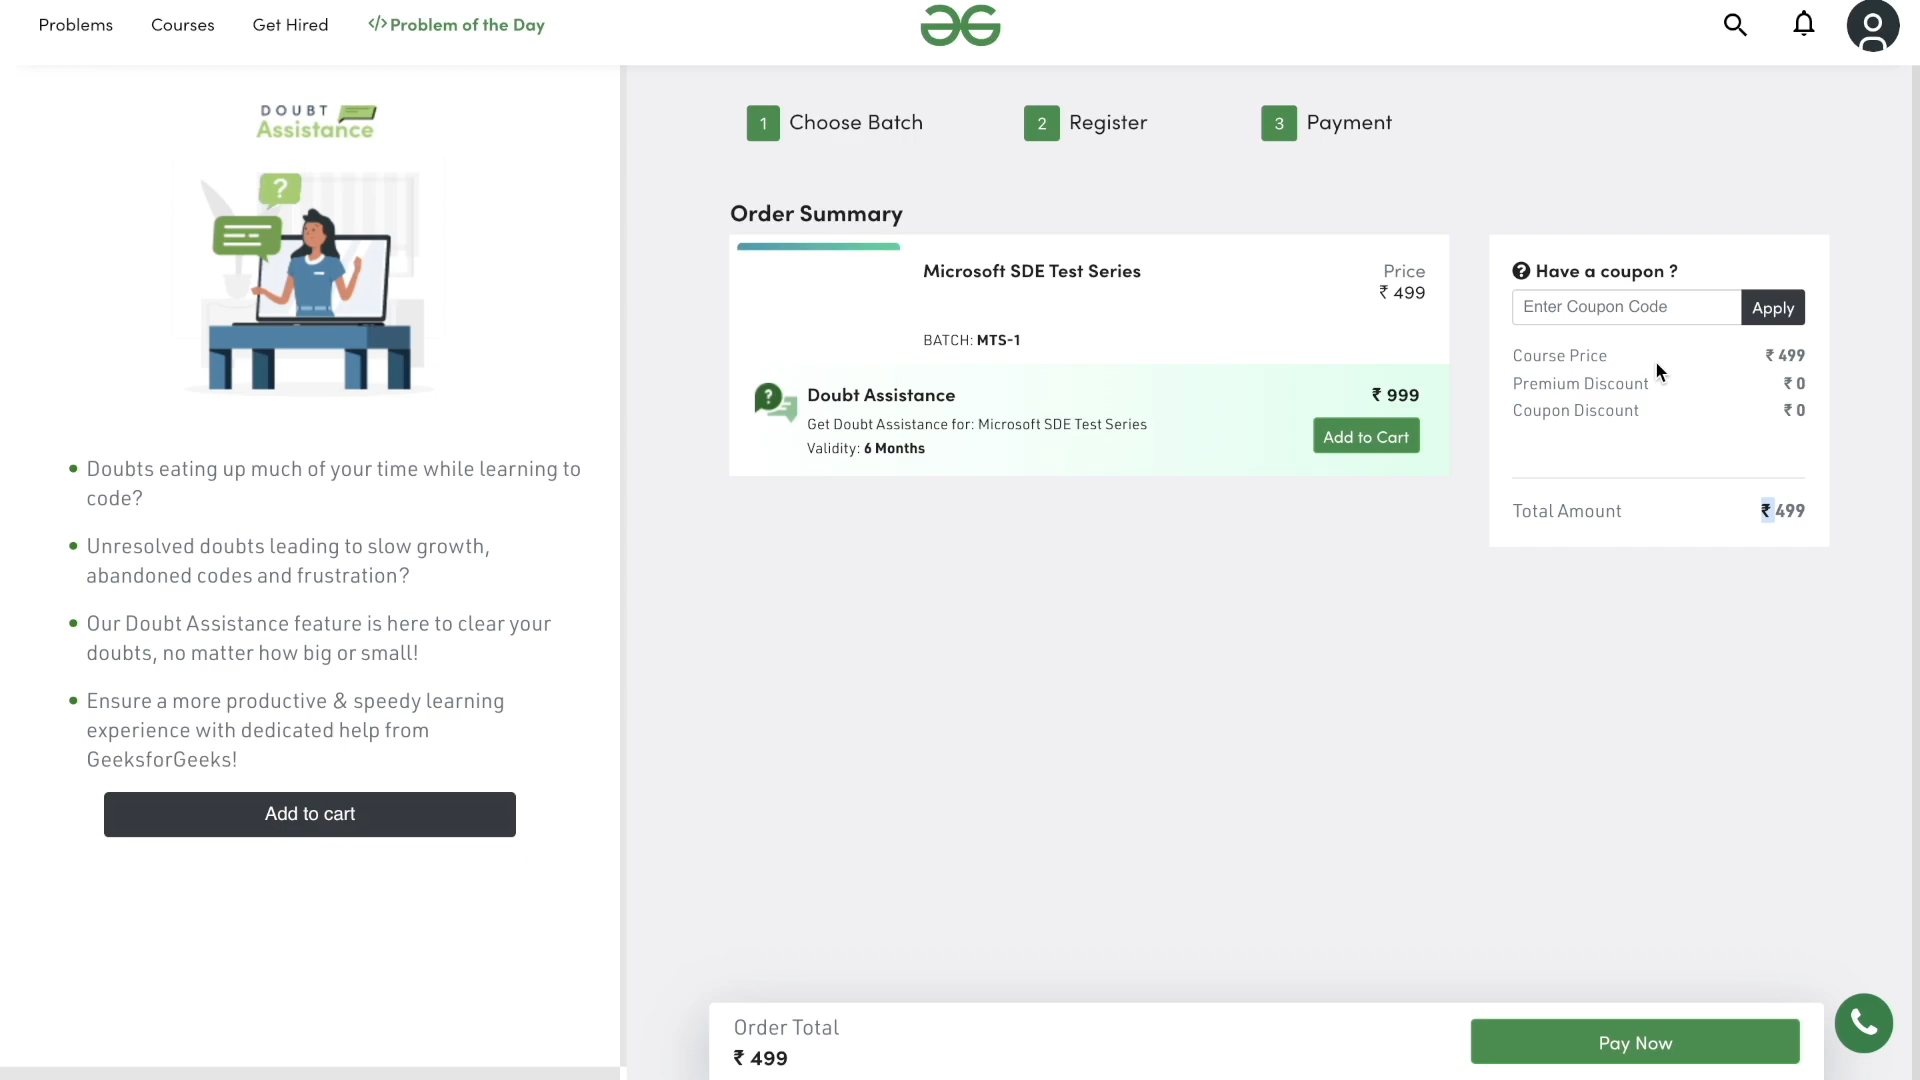 Problems
Courses
Get Hired
</> Problem of the Day
DOUBT
Assistance
?
Doubts eating up much of your time while learning to
code?
Unresolved doubts leading to slow growth,
abandoned codes and frustration?
Our Doubt Assistance feature is here to clear your
doubts, no matter how big or small!
Ensure a more productive & speedy learning
experience with dedicated help from
GeeksforGeeks!
Add to cart
1 Choose Batch
2 Register
3 Payment
Order Summary
Microsoft SDE Test Series
Price
₹ 499
BATCH: MTS-1
?
Doubt Assistance
₹ 999
Get Doubt Assistance for: Microsoft SDE Test Series
Validity: 6 Months
Add to Cart
? Have a coupon ?
Enter Coupon Code
Apply
Course Price ₹ 499
Premium Discount ₹ 0
Coupon Discount ₹ 0
Total Amount ₹ 499
Order Total
₹ 499
Pay Now